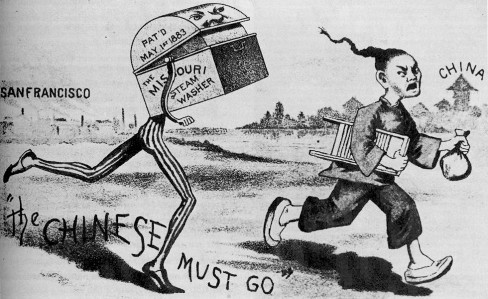 PAT'D
MAY 1ST 1883
THE
MISSOURI
STEAM
WASHER
SAN FRANCISCO
CHINA
"the CHINESE
MUST GO"